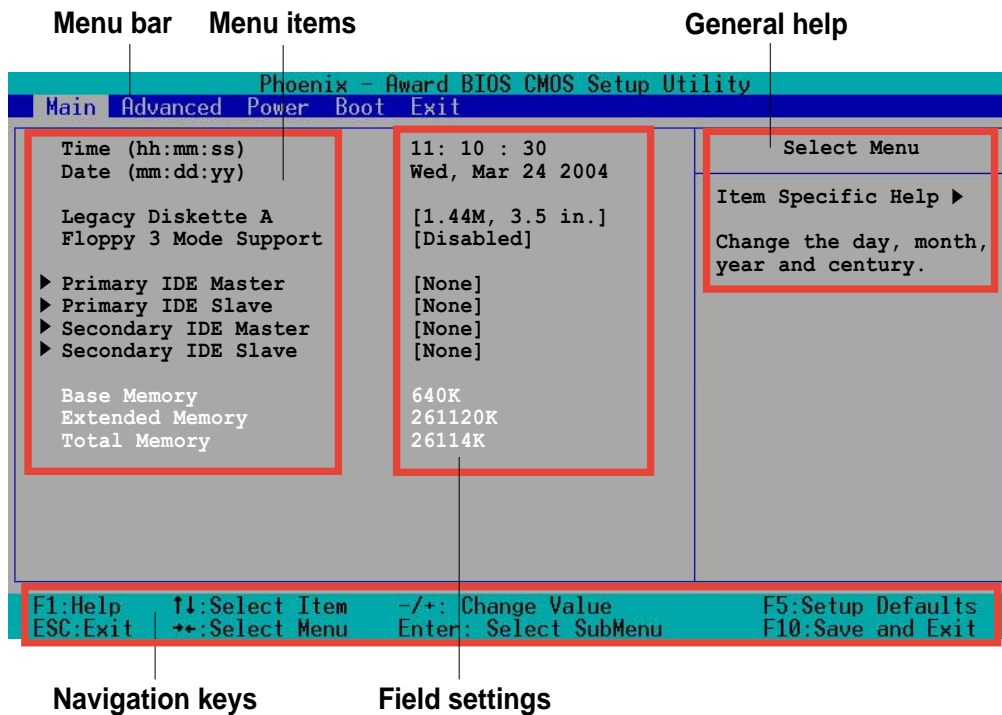 Menu bar Menu items General help
Phoenix - Award BIOS CMOS Setup Utility
Main Advanced Power Boot Exit
Time (hh:mm:ss) 11: 10 : 30
Date (mm:dd:yy) Wed, Mar 24 2004
Legacy Diskette A [1.44M, 3.5 in.]
Floppy 3 Mode Support [Disabled]
▶ Primary IDE Master [None]
▶ Primary IDE Slave [None]
▶ Secondary IDE Master [None]
▶ Secondary IDE Slave [None]
Base Memory 640K
Extended Memory 261120K
Total Memory 26114K
Select Menu
Item Specific Help ▶
Change the day, month,
year and century.
F1:Help ↑↓:Select Item -/+: Change Value F5:Setup Defaults
ESC:Exit →←:Select Menu Enter: Select SubMenu F10:Save and Exit
Navigation keys Field settings